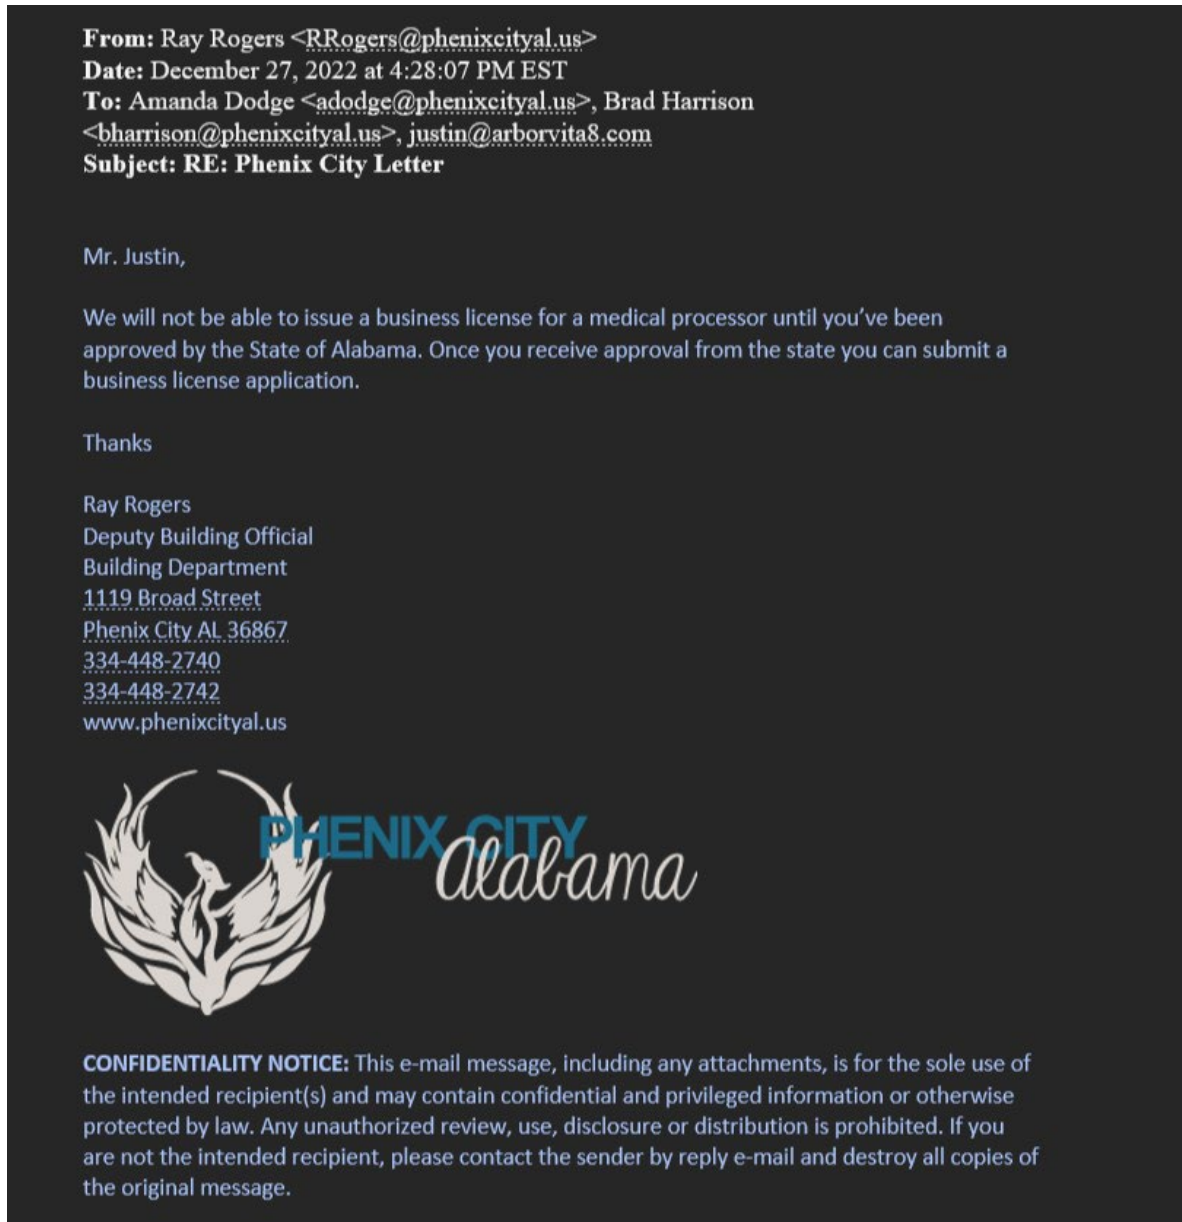 From: Ray Rogers <RRogers@phenixcityal.us>
Date: December 27, 2022 at 4:28:07 PM EST
To: Amanda Dodge <adodge@phenixcityal.us>, Brad Harrison
<bharrison@phenixcityal.us>, justin@arborvita8.com
Subject: RE: Phenix City Letter
Mr. Justin,
We will not be able to issue a business license for a medical processor until you’ve been
approved by the State of Alabama. Once you receive approval from the state you can submit a
business license application.
Thanks
Ray Rogers
Deputy Building Official
Building Department
1119 Broad Street
Phenix City AL 36867
334-448-2740
334-448-2742
www.phenixcityal.us
PHENIX CITY
Alabama
CONFIDENTIALITY NOTICE: This e-mail message, including any attachments, is for the sole use of
the intended recipient(s) and may contain confidential and privileged information or otherwise
protected by law. Any unauthorized review, use, disclosure or distribution is prohibited. If you
are not the intended recipient, please contact the sender by reply e-mail and destroy all copies of
the original message.